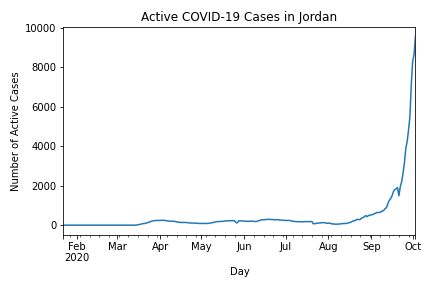 Active COVID-19 Cases in Jordan
Number of Active Cases
10000
8000
6000
4000
2000
0
Feb Mar Apr May Jun Jul Aug Sep Oct
2020
Day